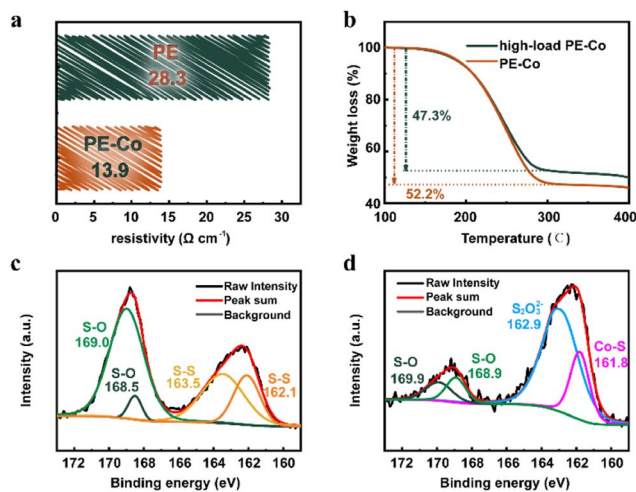 a
PE
28.3
PE-Co
13.9
0 5 10 15 20 25 30
resistivity (Ω cm⁻¹)
b
Weight loss (%)
100
80
60
40
high-load PE-Co
PE-Co
47.3%
52.2%
100 200 300 400
Temperature (C)
c
Intensity (a.u.)
Raw Intensity
Peak sum
Background
S-O
169.0
S-O
168.5
S-S
163.5
S-S
162.1
172 170 168 166 164 162 160
Binding energy (eV)
d
Intensity (a.u.)
Raw Intensity
Peak sum
Background
S₂O₃²⁻
162.9
Co-S
161.8
S-O
169.9
S-O
168.9
172 170 168 166 164 162 160
Binding energy (eV)